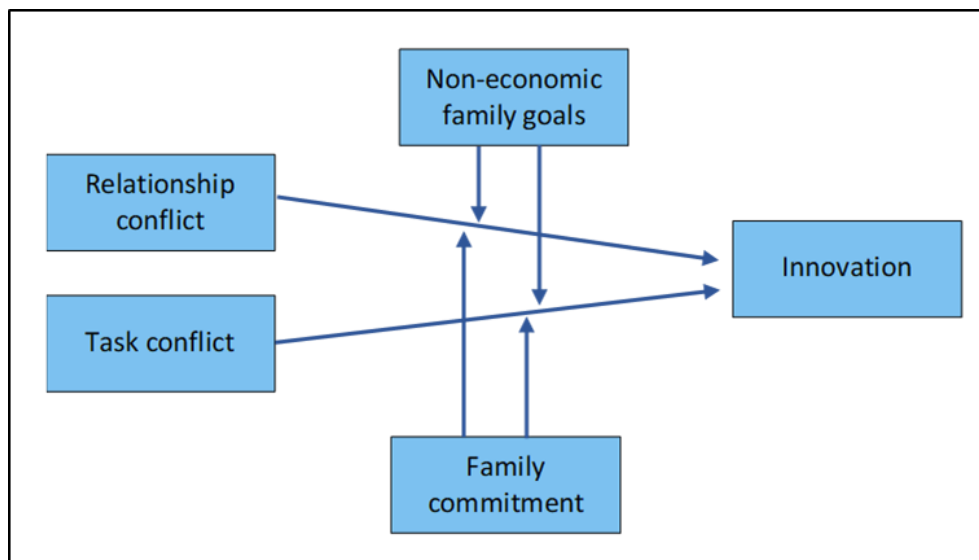 Non-economic
family goals
Relationship
conflict
Innovation
Task conflict
Family
commitment